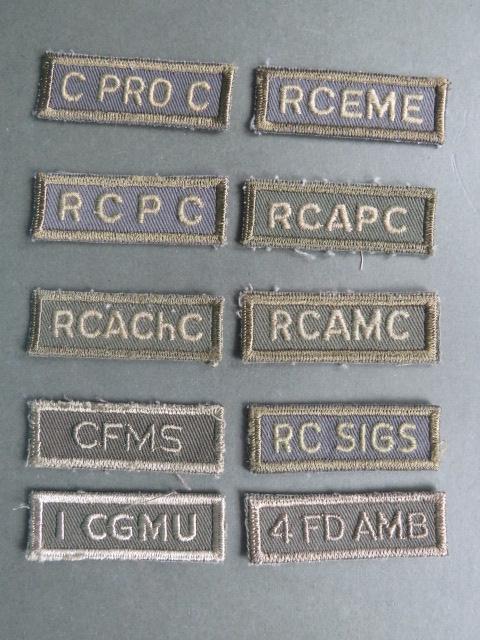 C PRO C
RCEME
R C P C
RCAPC
RCAChC
RCAMC
CFMS
RC SIGS
1 CGMU
4 FD AMB